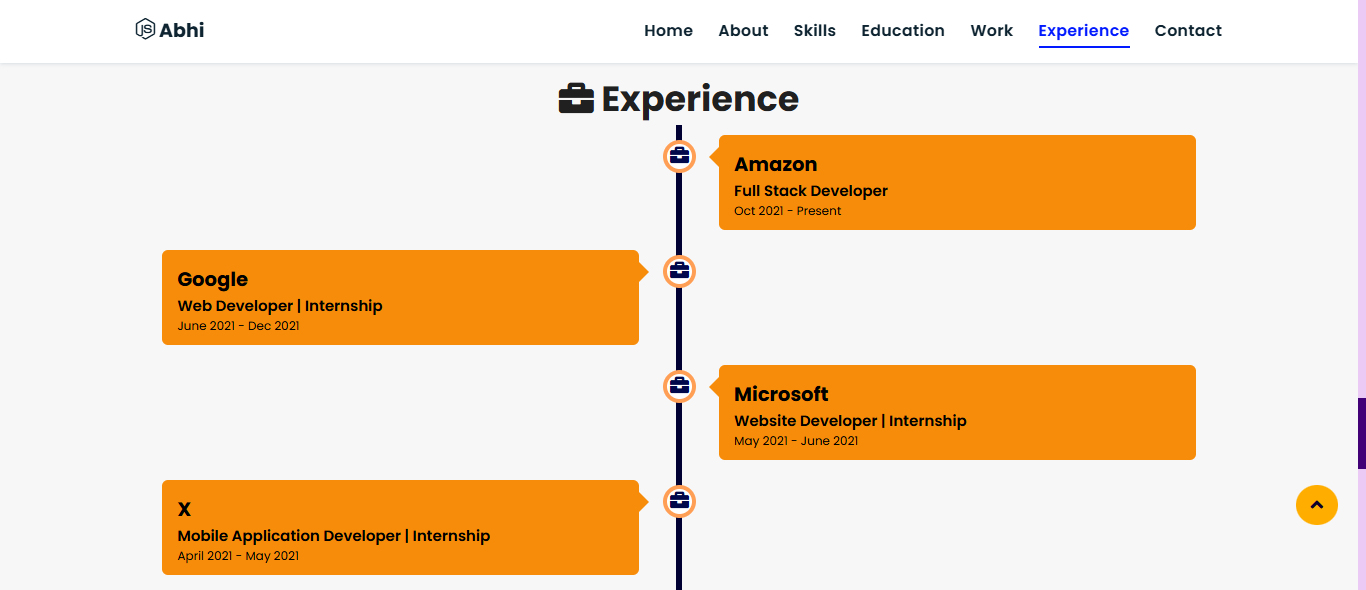 Abhi
Home About Skills Education Work Experience Contact
Experience
Amazon
Full Stack Developer
Oct 2021 - Present
Google
Web Developer | Internship
June 2021 - Dec 2021
Microsoft
Website Developer | Internship
May 2021 - June 2021
X
Mobile Application Developer | Internship
April 2021 - May 2021